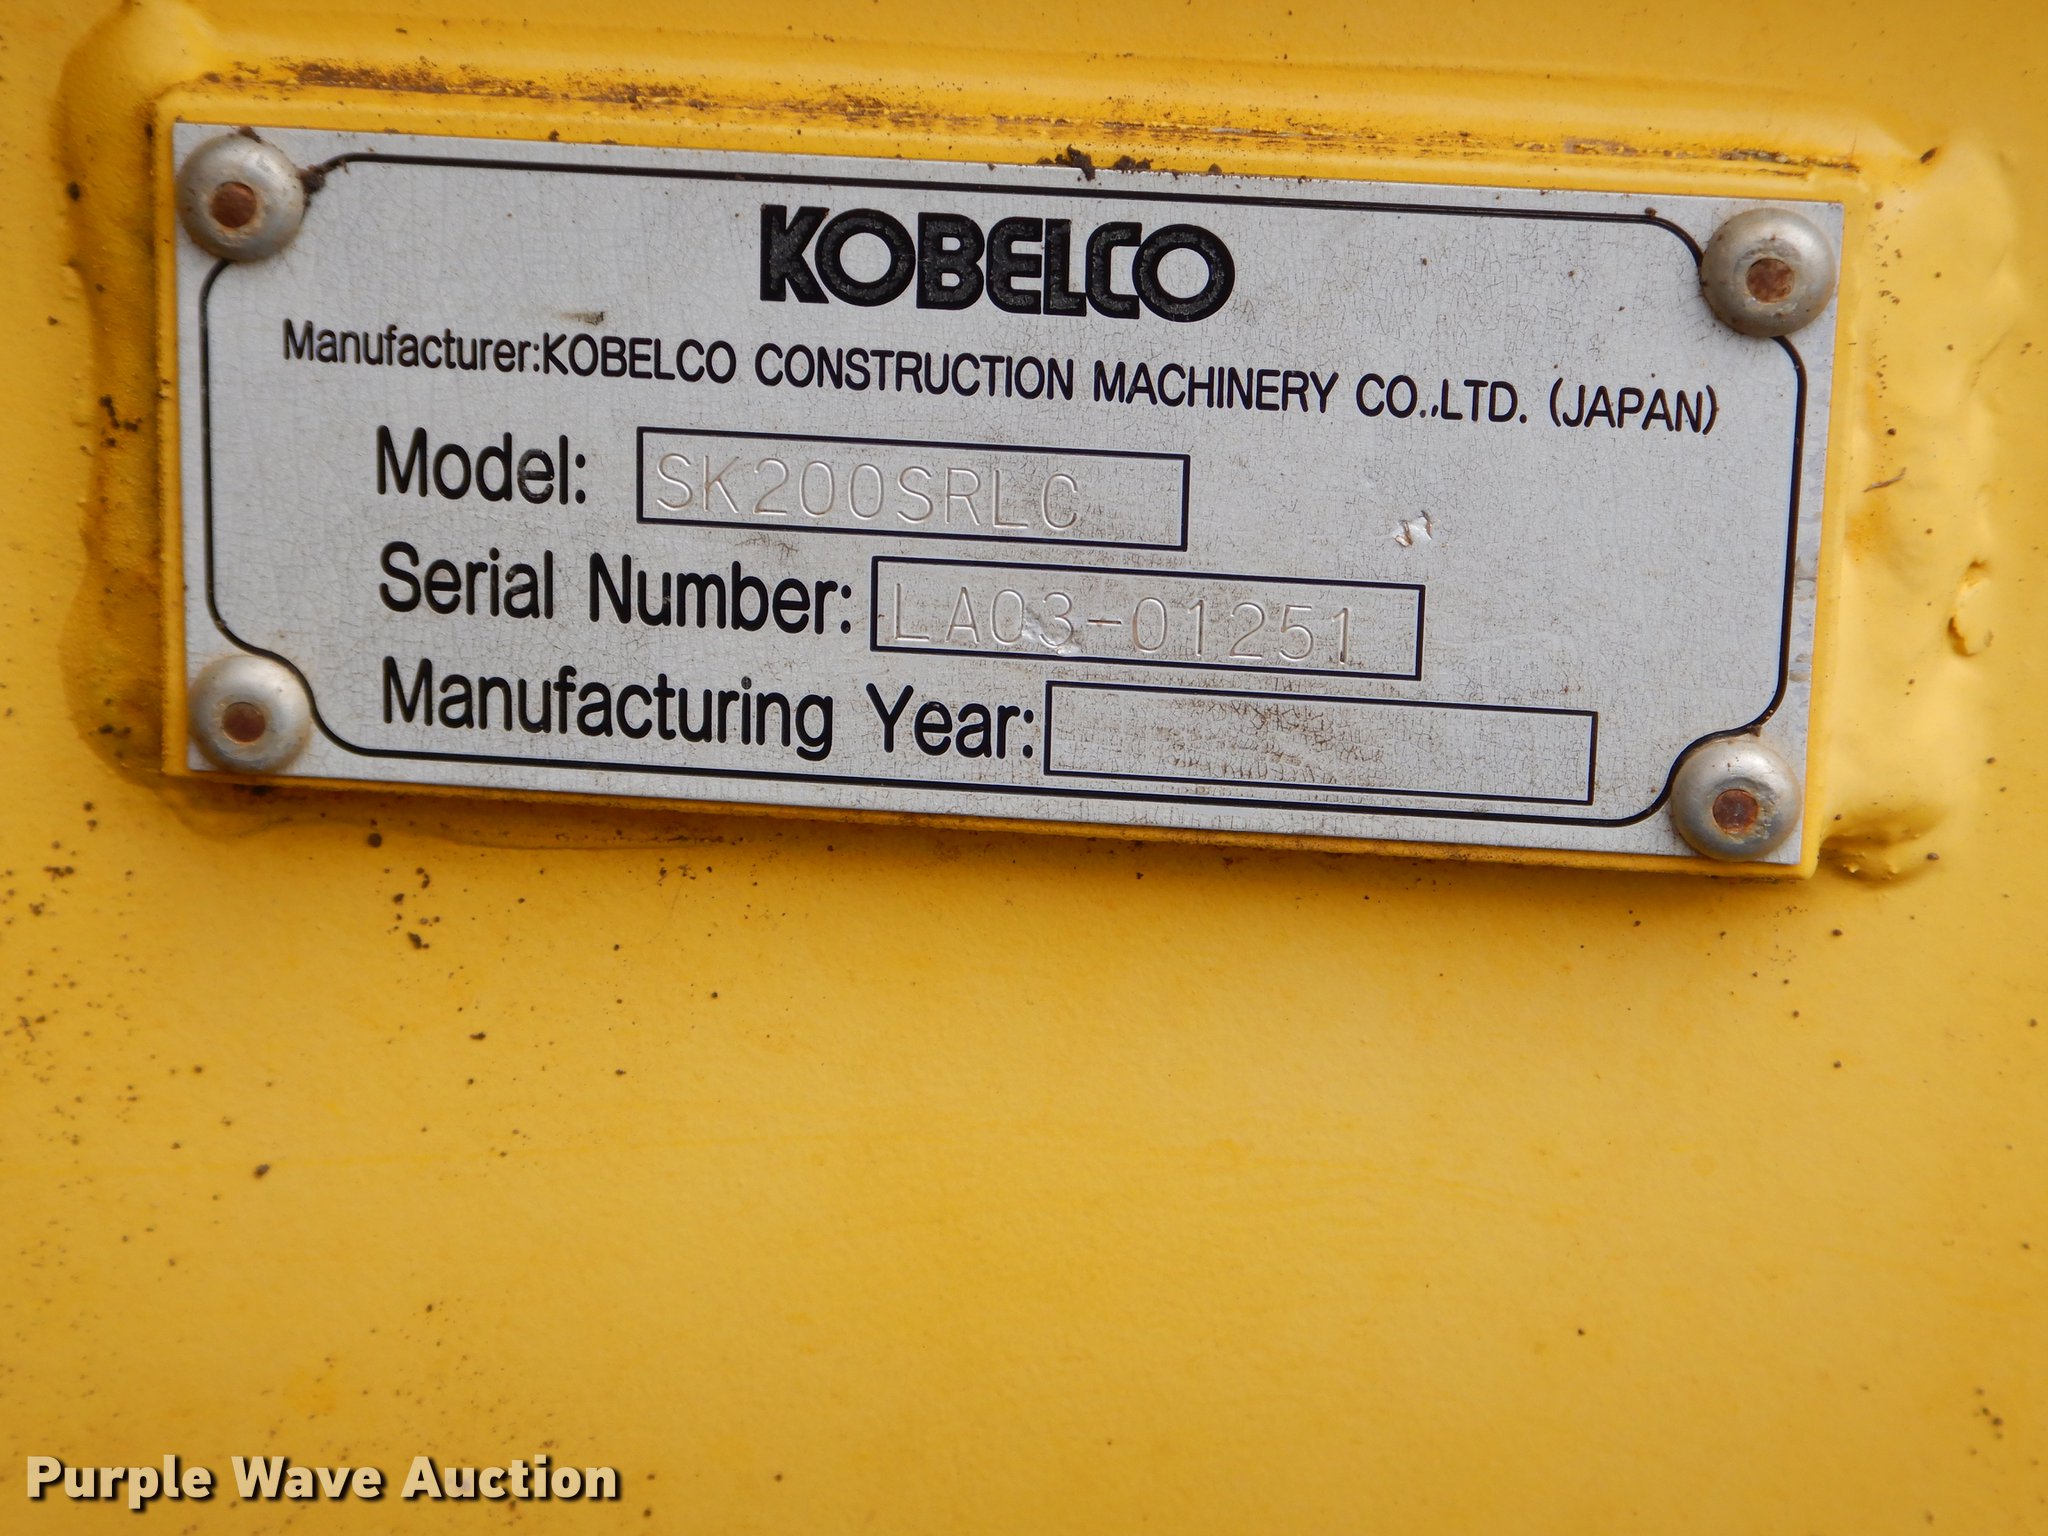 KOBELCO
Manufacturer:KOBELCO CONSTRUCTION MACHINERY CO.,LTD. (JAPAN)
Model: SK200SRLC
Serial Number: LA03-01251
Manufacturing Year:
Purple Wave Auction